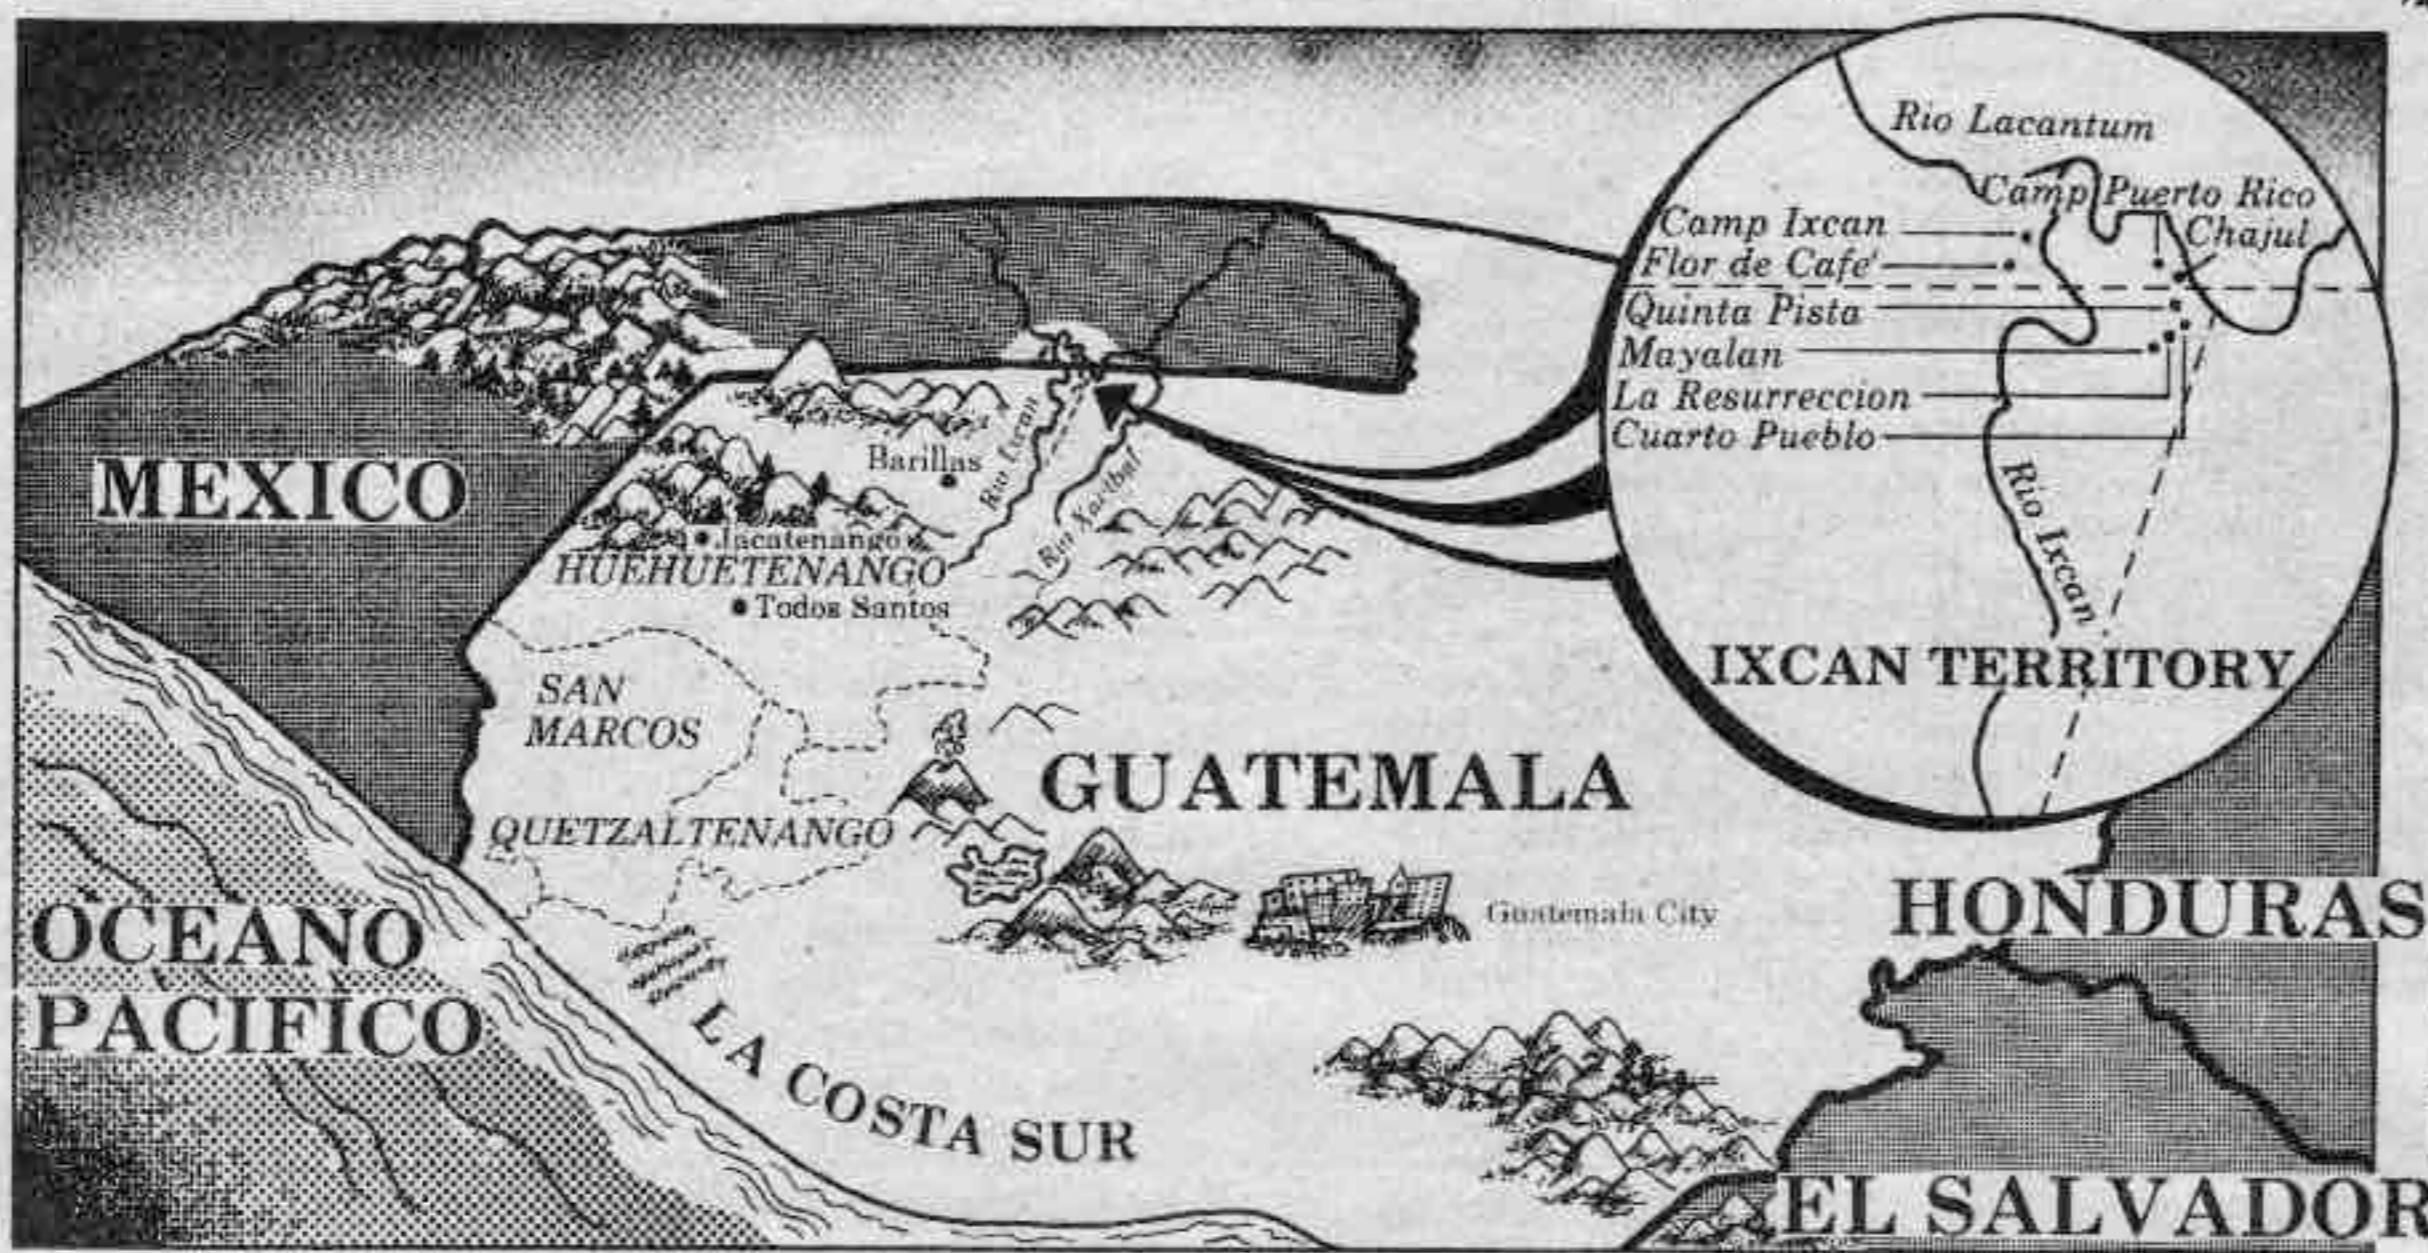 Rio Lacantum
Camp Puerto Rico
Camp Ixcan
Chajul
Flor de Cafe'
Quinta Pista
Mayalan
La Resurreccion
Cuarto Pueblo
Rio Ixcan
IXCAN TERRITORY
MEXICO
Barillas
Rio Ixcan
Rio Xaclbal
Jacatenango
HUEHUETENANGO
Todos Santos
SAN
MARCOS
GUATEMALA
QUETZALTENANGO
Guatemala City
HONDURAS
OCEANO
PACIFICO
LA COSTA SUR
EL SALVADOR